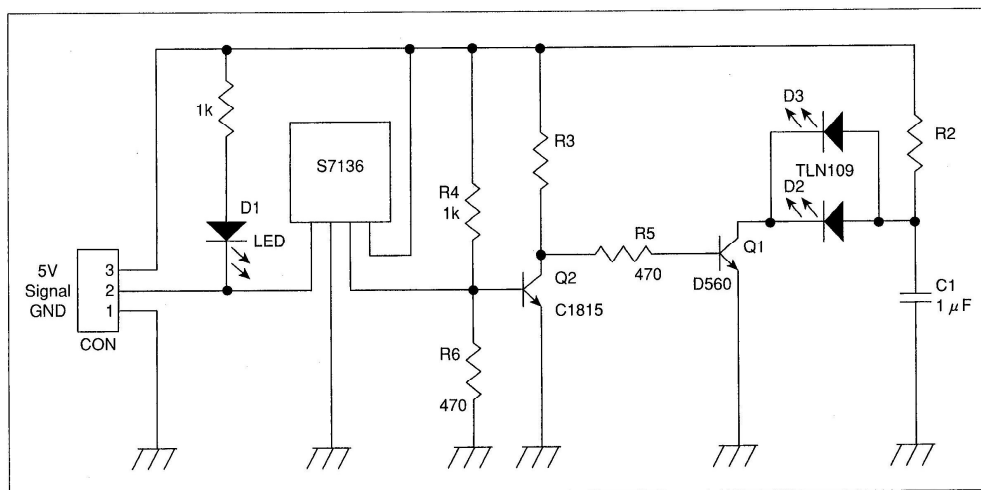 1k
D1
LED
S7136
5V
Signal
GND
3
2
1
CON
R4
1k
R6
470
R3
Q2
C1815
R5
470
Q1
D560
D3
TLN109
D2
R2
C1
1 μF